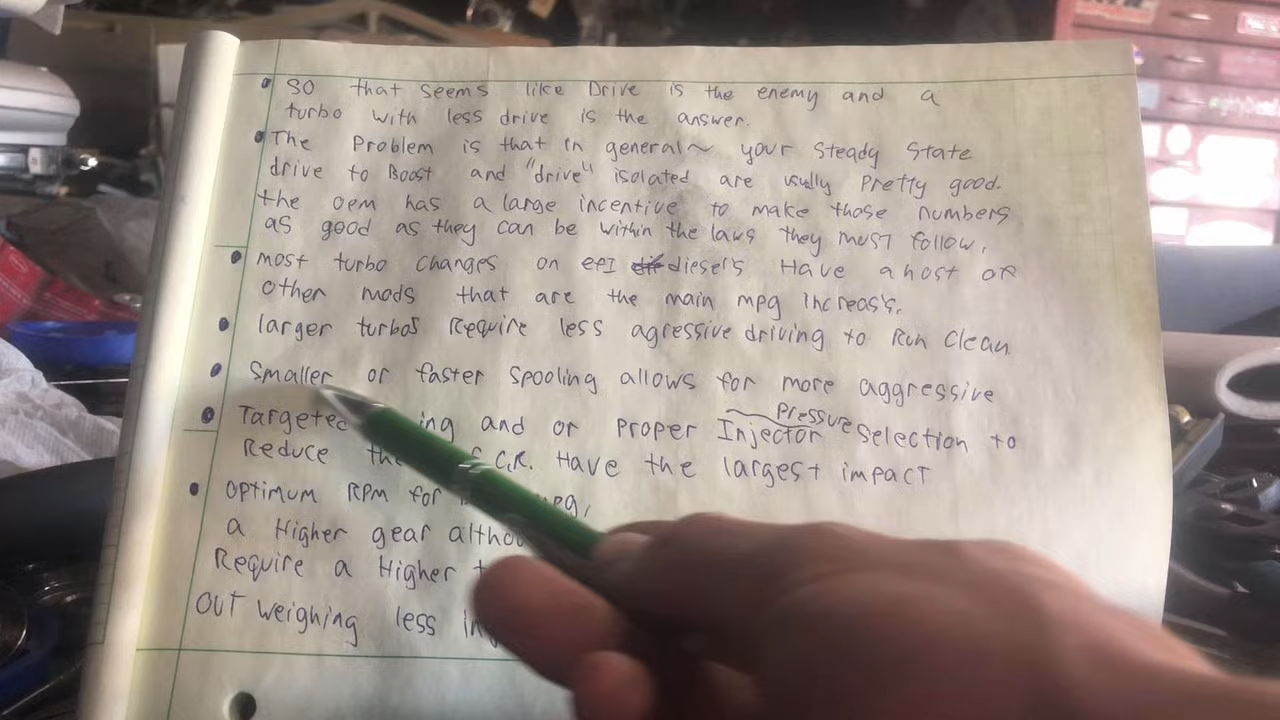 • SO that seems like Drive is the enemy and a
turbo with less drive is the answer.
• The Problem is that in general~ your Steady State
drive to Boost and "drive" isolated are usully Pretty good.
the oem has a large incentive to make those numbers
as good as they can be within the laws they must follow.
• most turbo changes on efI diesel's Have a host of
other mods that are the main mpg increas's.
• larger turbos Require less agressive driving to Run Clean
• Smaller or faster Spooling allows for more aggressive
Pressure
• Targeted and or proper Injector Selection to
Reduce C.R. Have the largest impact
• optimum RPM for
a Higher gear
Require a Higher
Out weighing less